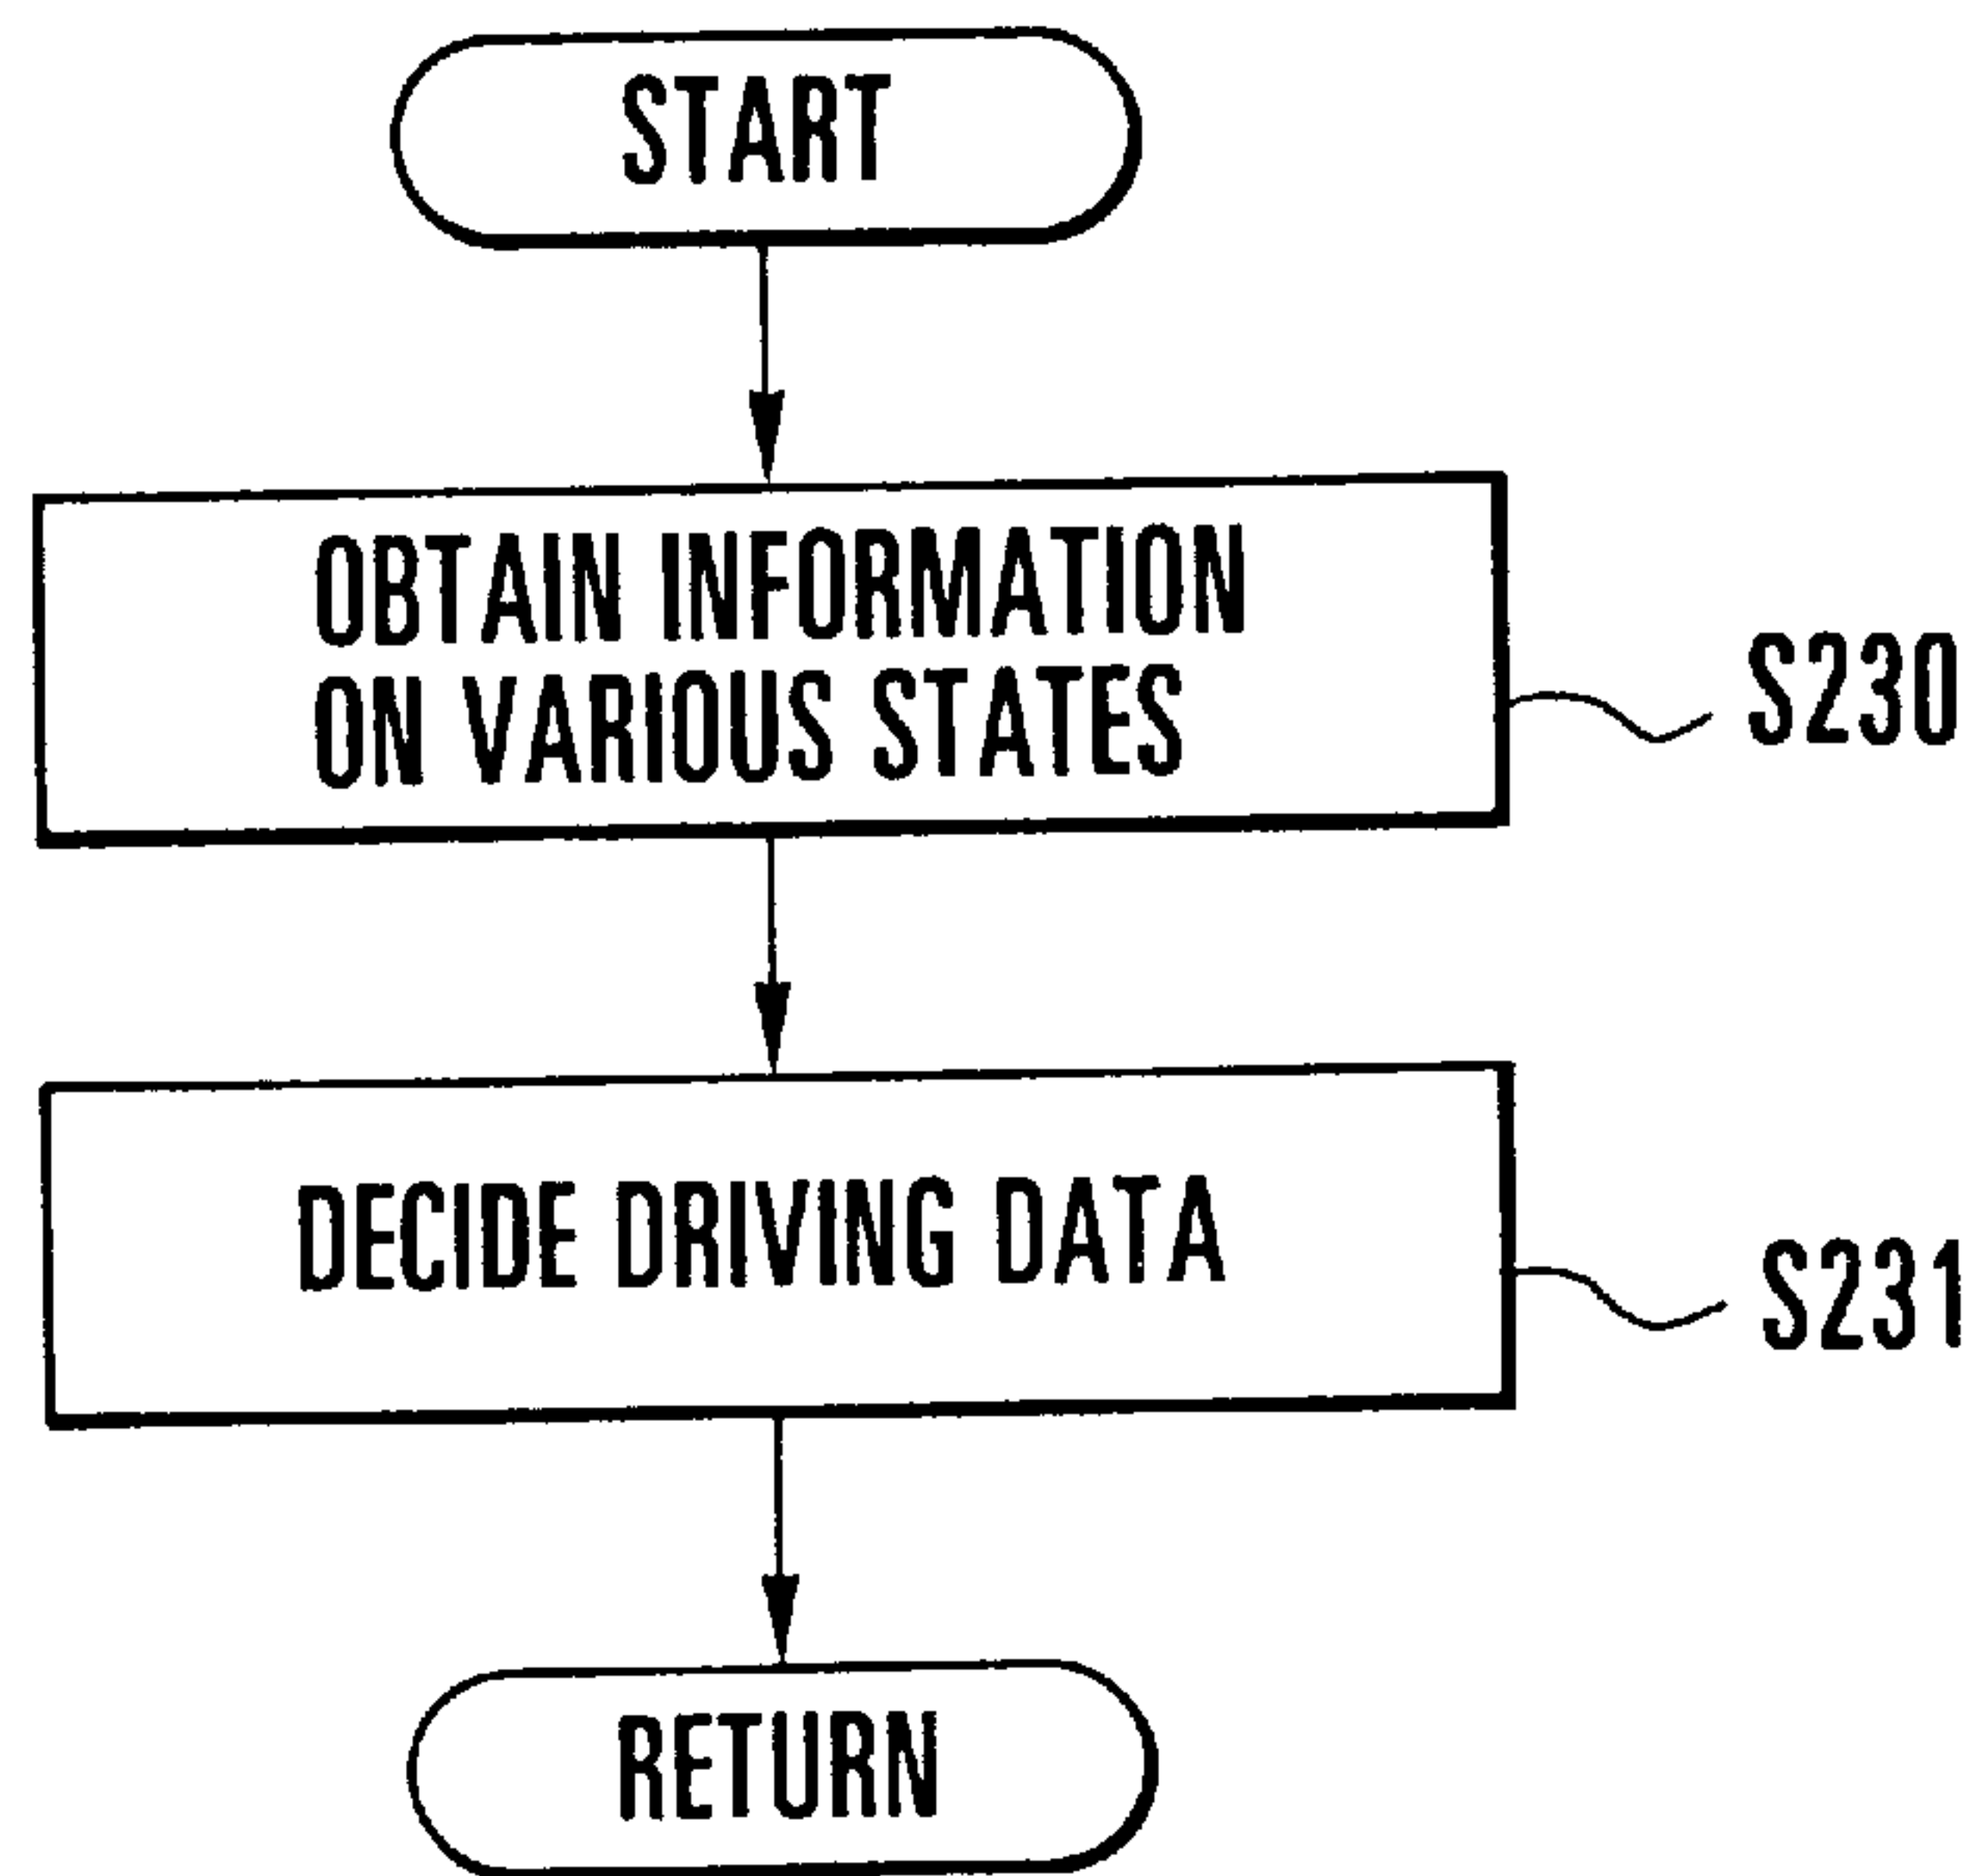 START
OBTAIN INFORMATION
ON VARIOUS STATES
S230
DECIDE DRIVING DATA
S231
RETURN